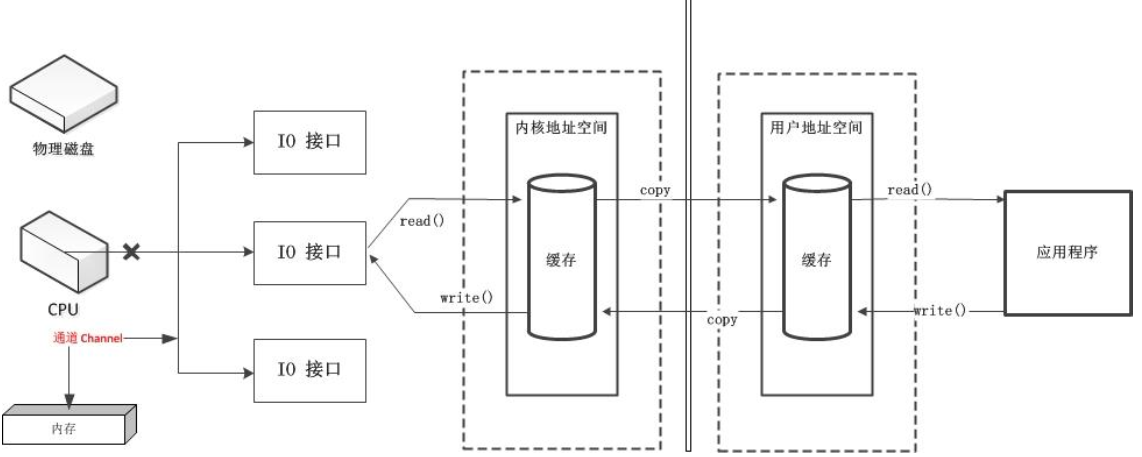 物理磁盘
CPU
通道 Channel
内存
IO 接口
IO 接口
IO 接口
read()
write()
内核地址空间
缓存
copy
copy
用户地址空间
缓存
read()
write()
应用程序